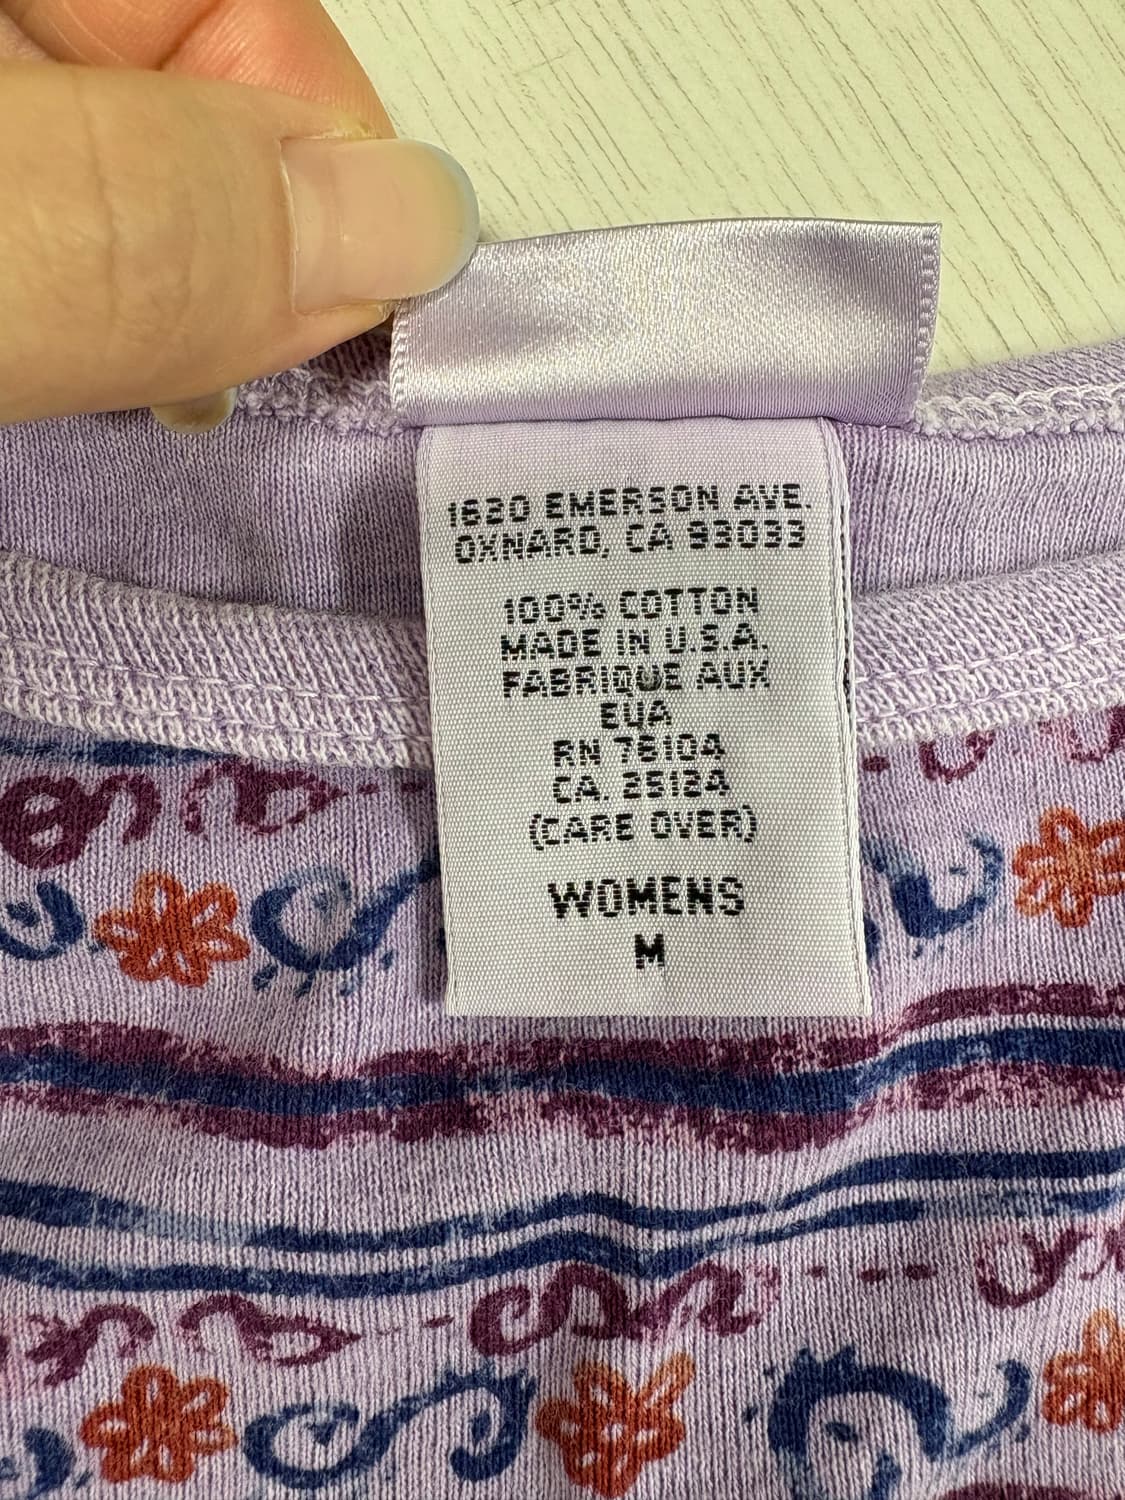 1630 EMERSON AVE.
OXNARD, CA 93033
100% COTTON
MADE IN U.S.A.
FABRIQUE AUX
EUA
RN 76104
CA. 25124
(CARE OVER)
WOMENS
M